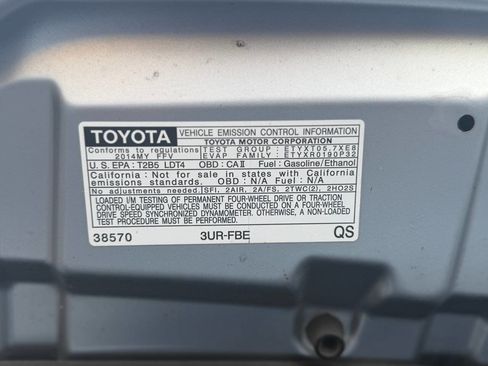 TOYOTA VEHICLE EMISSION CONTROL INFORMATION
TOYOTA MOTOR CORPORATION
Conforms to regulations TEST GROUP : ETYXT05.7XE8
2014MY FFV EVAP FAMILY : ETYXR0190P32
U.S. EPA : T2B5 LDT4 OBD : CA II Fuel : Gasoline/Ethanol
California : Not for sale in states with California
emissions standards. OBD : N/A Fuel : N/A
No adjustments needed. SFI, 2AIR, 2A/FS, 2TWC(2), 2HO2S
LOADED I/M TESTING OF PERMANENT FOUR-WHEEL DRIVE OR TRACTION
CONTROL-EQUIPPED VEHICLES MUST BE CONDUCTED ON A FOUR-WHEEL
DRIVE SPEED SYNCHRONIZED DYNAMOMETER. OTHERWISE, A NON-LOADED
TEST PROCEDURE MUST BE PERFORMED.
38570 3UR-FBE QS